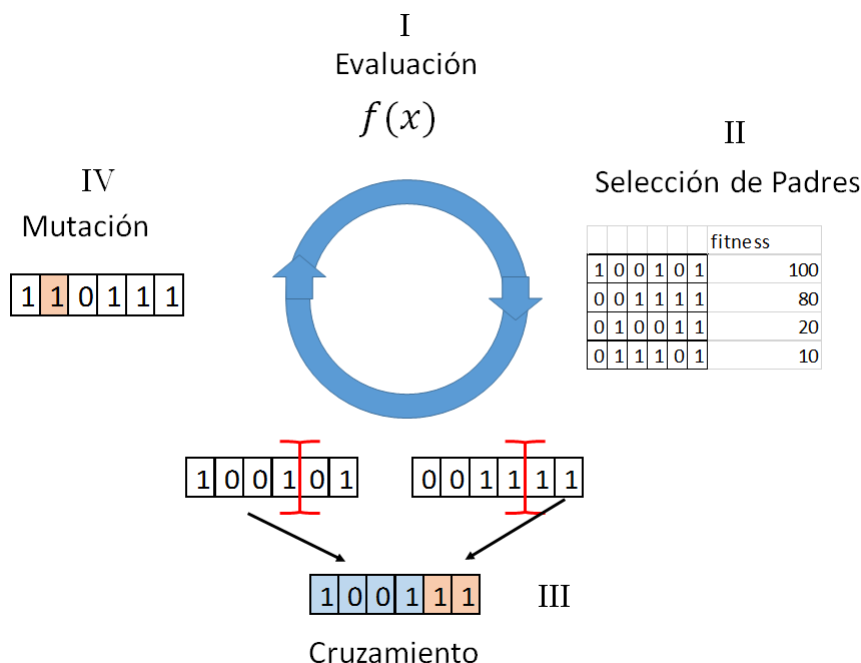 I
Evaluación
f(x)
II
Selección de Padres
fitness
1 0 0 1 0 1 100
0 0 1 1 1 1 80
0 1 0 0 1 1 20
0 1 1 1 0 1 10
IV
Mutación
1 1 0 1 1 1
1 0 0 1 0 1
0 0 1 1 1 1
1 0 0 1 1 1
III
Cruzamiento